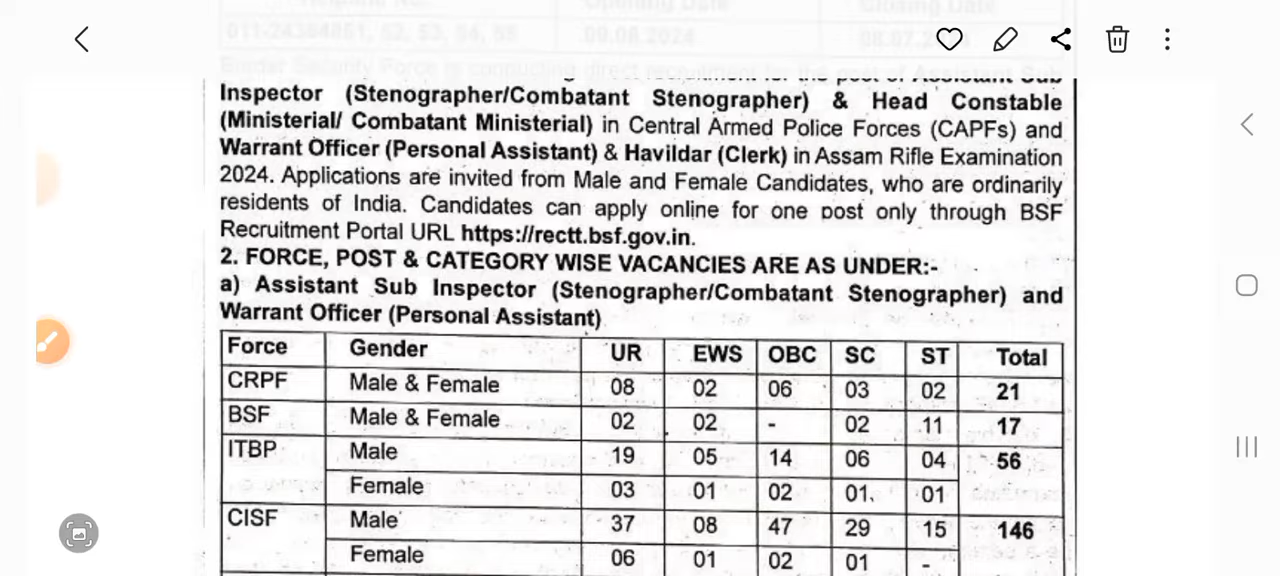 Opening Date
Closing Date
Inspector (Stenographer/Combatant Stenographer) & Head Constable
(Ministerial/ Combatant Ministerial) in Central Armed Police Forces (CAPFs) and
Warrant Officer (Personal Assistant) & Havildar (Clerk) in Assam Rifle Examination
2024. Applications are invited from Male and Female Candidates, who are ordinarily
residents of India. Candidates can apply online for one post only through BSF
Recruitment Portal URL https://rectt.bsf.gov.in.
2. FORCE, POST & CATEGORY WISE VACANCIES ARE AS UNDER:-
a) Assistant Sub Inspector (Stenographer/Combatant Stenographer) and
Warrant Officer (Personal Assistant)
Force Gender UR EWS OBC SC ST Total
CRPF Male & Female 08 02 06 03 02 21
BSF Male & Female 02 02 - 02 11 17
ITBP Male 19 05 14 06 04 56
Female 03 01 02 01 01
CISF Male 37 08 47 29 15 146
Female 06 01 02 01 -